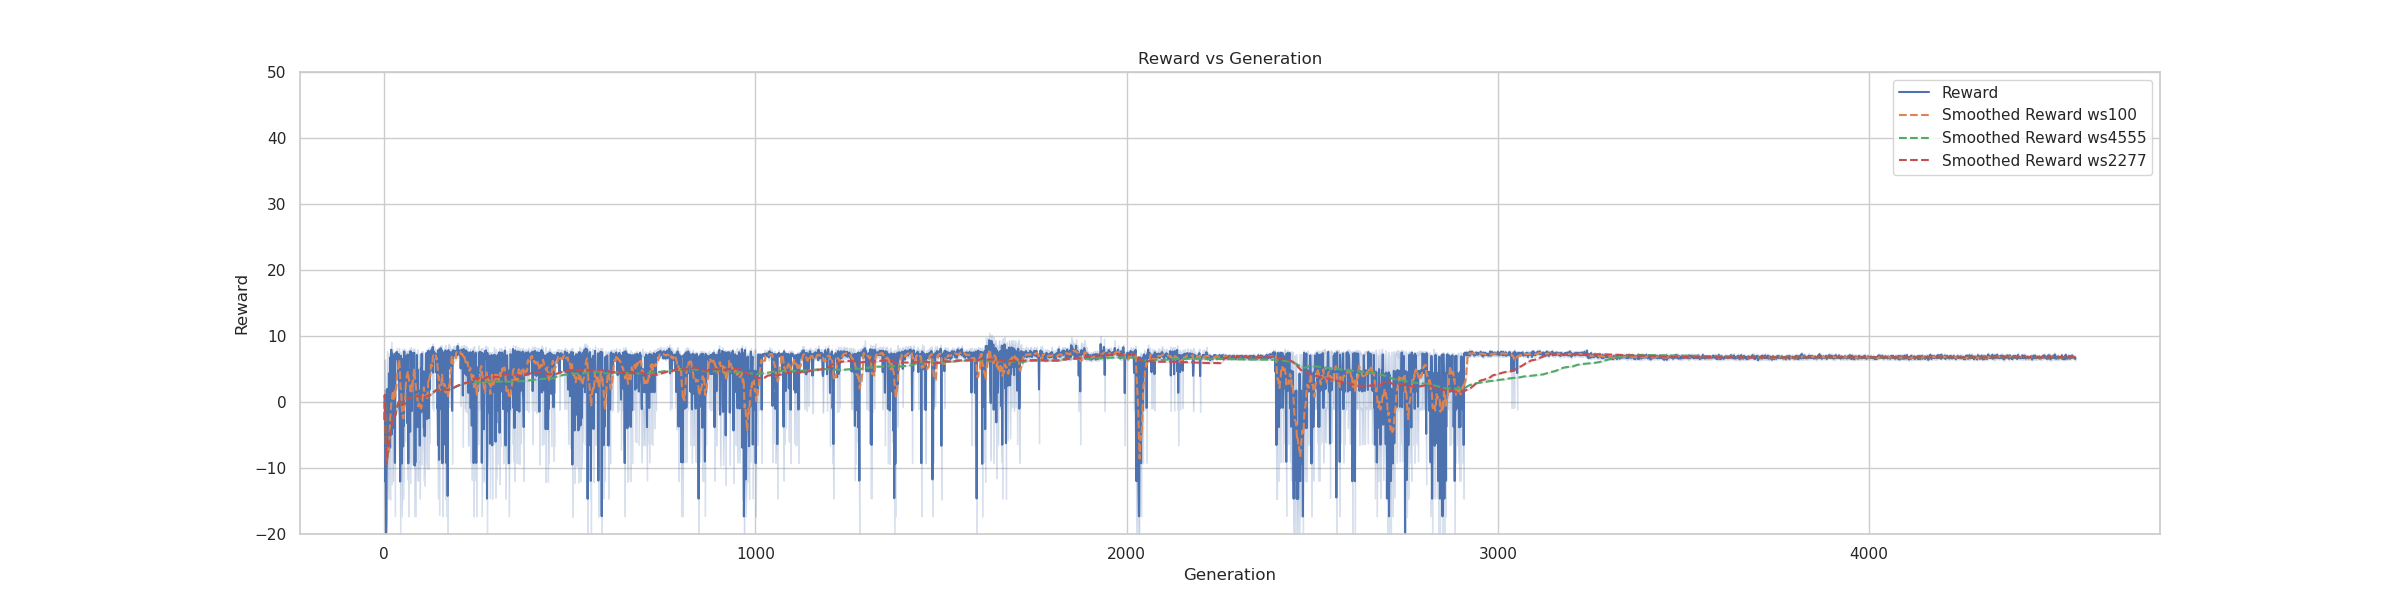 Reward vs Generation
50
40
30
20
10
0
−10
−20
Reward
0
1000
2000
3000
4000
Generation
Reward
Smoothed Reward ws100
Smoothed Reward ws4555
Smoothed Reward ws2277